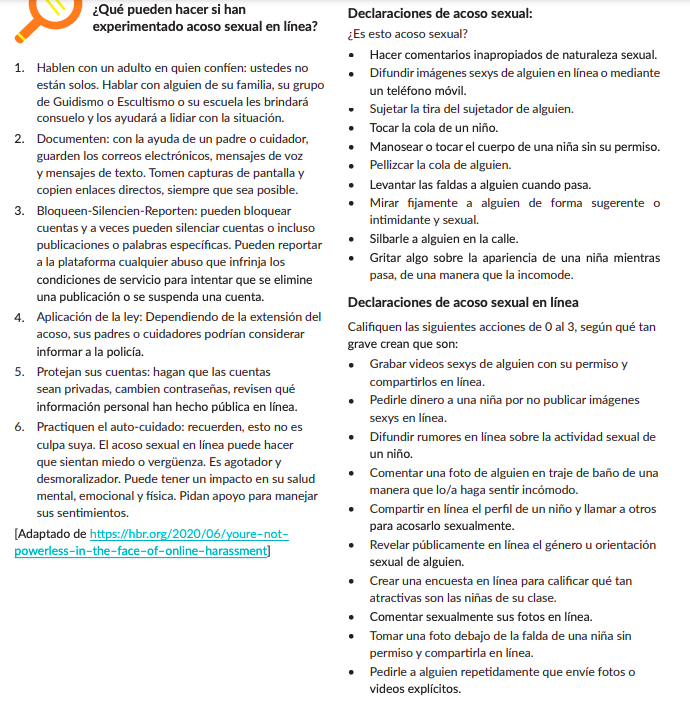 ¿Qué pueden hacer si han
experimentado acoso sexual en línea?
1. Hablen con un adulto en quien confíen: ustedes no
están solos. Hablar con alguien de su familia, su grupo
de Guidismo o Escultismo o su escuela les brindará
consuelo y los ayudará a lidiar con la situación.
2. Documenten: con la ayuda de un padre o cuidador,
guarden los correos electrónicos, mensajes de voz
y mensajes de texto. Tomen capturas de pantalla y
copien enlaces directos, siempre que sea posible.
3. Bloqueen-Silencien-Reporten: pueden bloquear
cuentas y a veces pueden silenciar cuentas o incluso
publicaciones o palabras específicas. Pueden reportar
a la plataforma cualquier abuso que infrinja los
condiciones de servicio para intentar que se elimine
una publicación o se suspenda una cuenta.
4. Aplicación de la ley: Dependiendo de la extensión del
acoso, sus padres o cuidadores podrían considerar
informar a la policía.
5. Protejan sus cuentas: hagan que las cuentas
sean privadas, cambien contraseñas, revisen qué
información personal han hecho pública en línea.
6. Practiquen el auto-cuidado: recuerden, esto no es
culpa suya. El acoso sexual en línea puede hacer
que sientan miedo o vergüenza. Es agotador y
desmoralizador. Puede tener un impacto en su salud
mental, emocional y física. Pidan apoyo para manejar
sus sentimientos.
[Adaptado de https://hbr.org/2020/06/youre-not-
powerless-in-the-face-of-online-harassment]
Declaraciones de acoso sexual:
¿Es esto acoso sexual?
• Hacer comentarios inapropiados de naturaleza sexual.
• Difundir imágenes sexys de alguien en línea o mediante
un teléfono móvil.
• Sujetar la tira del sujetador de alguien.
• Tocar la cola de un niño.
• Manosear o tocar el cuerpo de una niña sin su permiso.
• Pellizcar la cola de alguien.
• Levantar las faldas a alguien cuando pasa.
• Mirar fijamente a alguien de forma sugerente o
intimidante y sexual.
• Silbarle a alguien en la calle.
• Gritar algo sobre la apariencia de una niña mientras
pasa, de una manera que la incomode.
Declaraciones de acoso sexual en línea
Califiquen las siguientes acciones de 0 al 3, según qué tan
grave crean que son:
• Grabar videos sexys de alguien con su permiso y
compartirlos en línea.
• Pedirle dinero a una niña por no publicar imágenes
sexys en línea.
• Difundir rumores en línea sobre la actividad sexual de
un niño.
• Comentar una foto de alguien en traje de baño de una
manera que lo/a haga sentir incómodo.
• Compartir en línea el perfil de un niño y llamar a otros
para acosarlo sexualmente.
• Revelar públicamente en línea el género u orientación
sexual de alguien.
• Crear una encuesta en línea para calificar qué tan
atractivas son las niñas de su clase.
• Comentar sexualmente sus fotos en línea.
• Tomar una foto debajo de la falda de una niña sin
permiso y compartirla en línea.
• Pedirle a alguien repetidamente que envíe fotos o
videos explícitos.